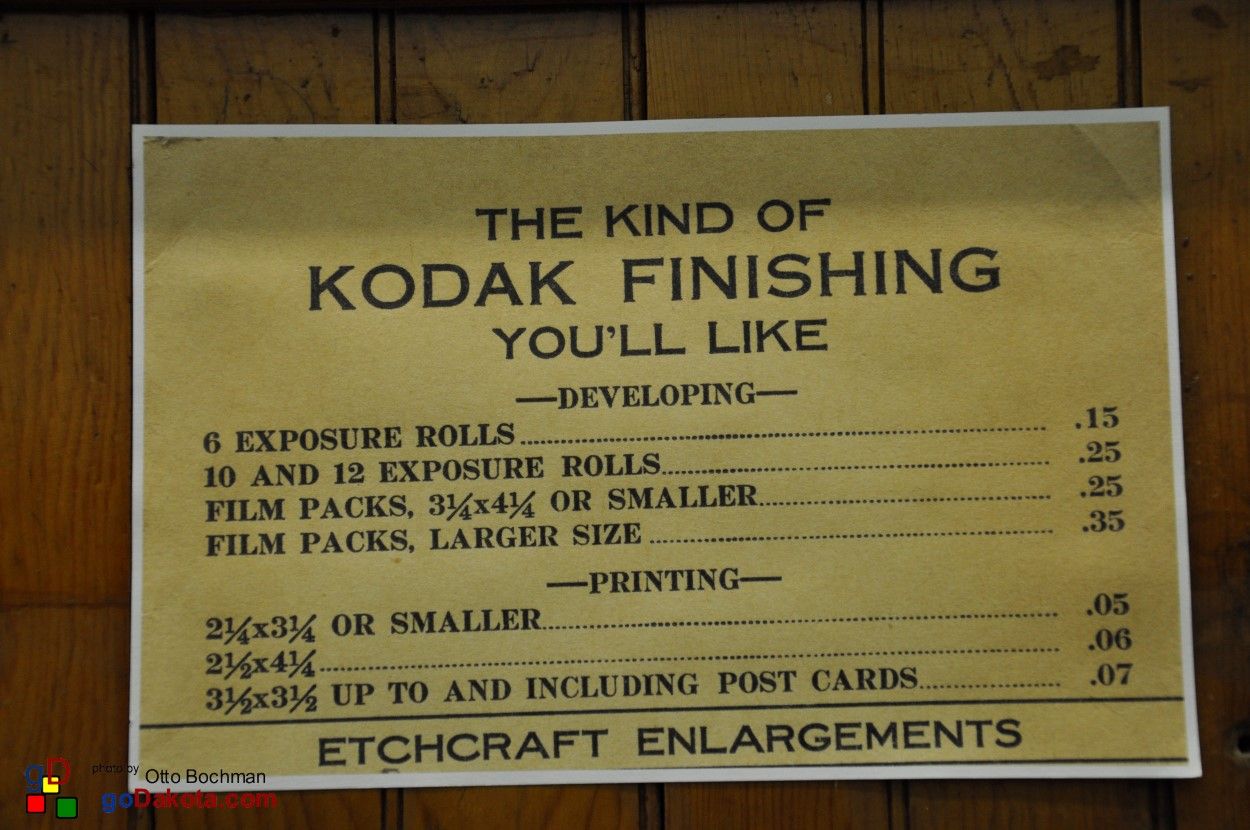 THE KIND OF
KODAK FINISHING
YOU'LL LIKE
—DEVELOPING—
6 EXPOSURE ROLLS .15
10 AND 12 EXPOSURE ROLLS .25
FILM PACKS, 3¼x4¼ OR SMALLER .25
FILM PACKS, LARGER SIZE .35
—PRINTING—
2¼x3¼ OR SMALLER .05
2½x4¼ .06
3½x3½ UP TO AND INCLUDING POST CARDS .07
ETCHCRAFT ENLARGEMENTS
gD
photo by Otto Bochman
goDakota.com